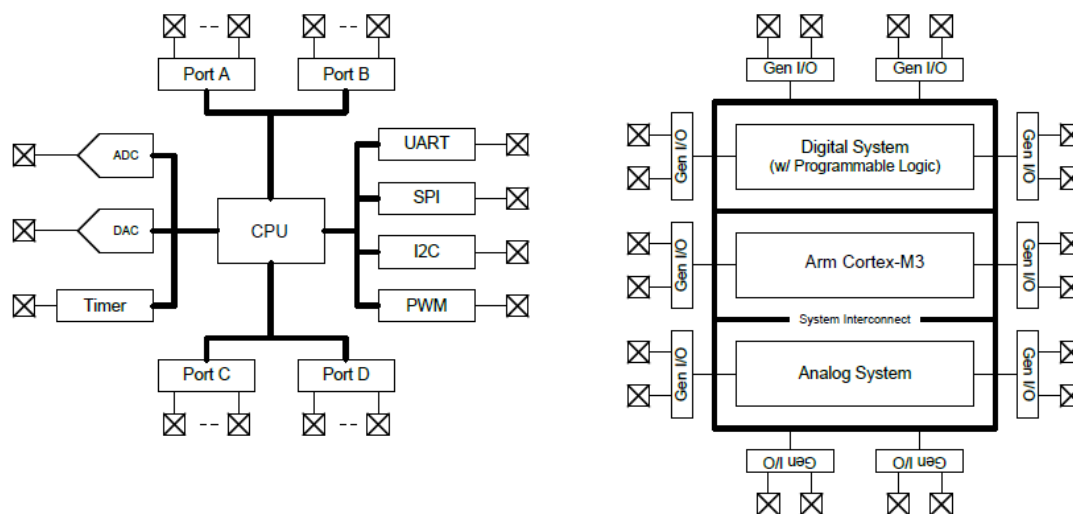 Port A
Port B
ADC
DAC
Timer
CPU
UART
SPI
I2C
PWM
Port C
Port D
Gen I/O
Gen I/O
Gen I/O
Digital System
(w/ Programmable Logic)
Gen I/O
Gen I/O
Arm Cortex-M3
Gen I/O
System Interconnect
Gen I/O
Analog System
Gen I/O
Gen I/O
Gen I/O